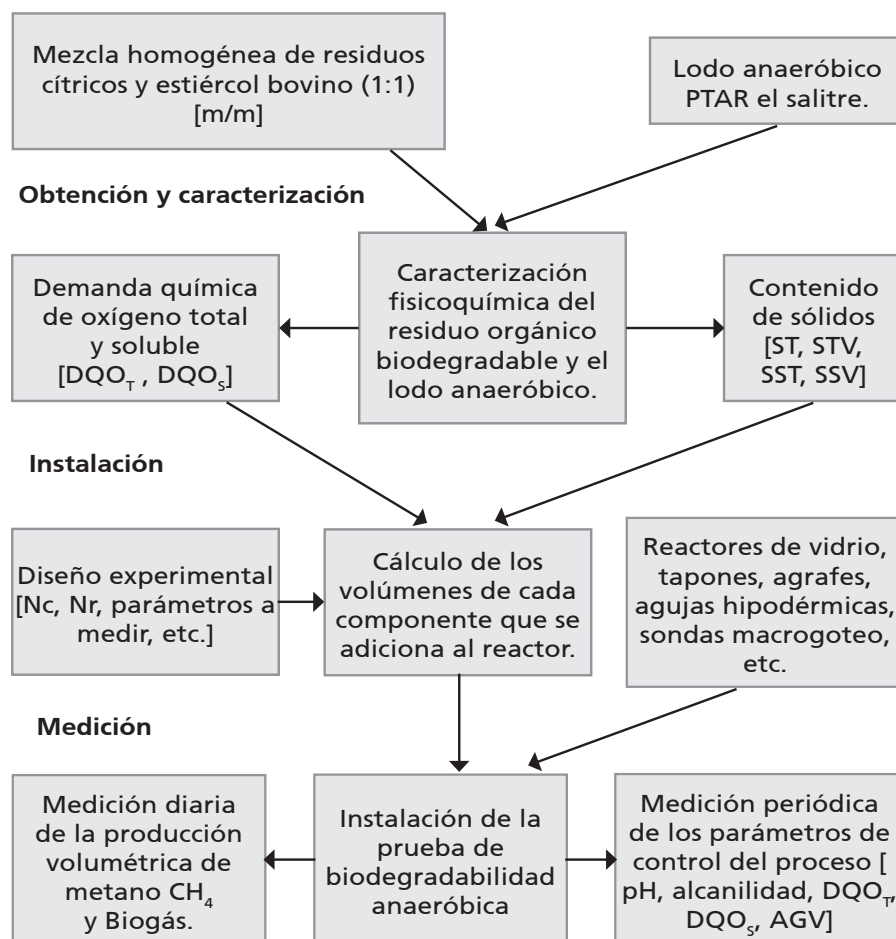 Mezcla homogénea de residuos
cítricos y estiércol bovino (1:1)
[m/m]
Lodo anaeróbico
PTAR el salitre.
Obtención y caracterización
Demanda química
de oxígeno total
y soluble
[DQO_T , DQO_S]
Caracterización
fisicoquímica del
residuo orgánico
biodegradable y el
lodo anaeróbico.
Contenido
de sólidos
[ST, STV,
SST, SSV]
Instalación
Diseño experimental
[Nc, Nr, parámetros a
medir, etc.]
Cálculo de los
volúmenes de cada
componente que se
adiciona al reactor.
Reactores de vidrio,
tapones, agrafes,
agujas hipodérmicas,
sondas macrogoteo,
etc.
Medición
Medición diaria
de la producción
volumétrica de
metano CH₄
y Biogás.
Instalación de la
prueba de
biodegradabilidad
anaeróbica
Medición periódica
de los parámetros de
control del proceso [
pH, alcanilidad, DQO_T,
DQO_S, AGV]